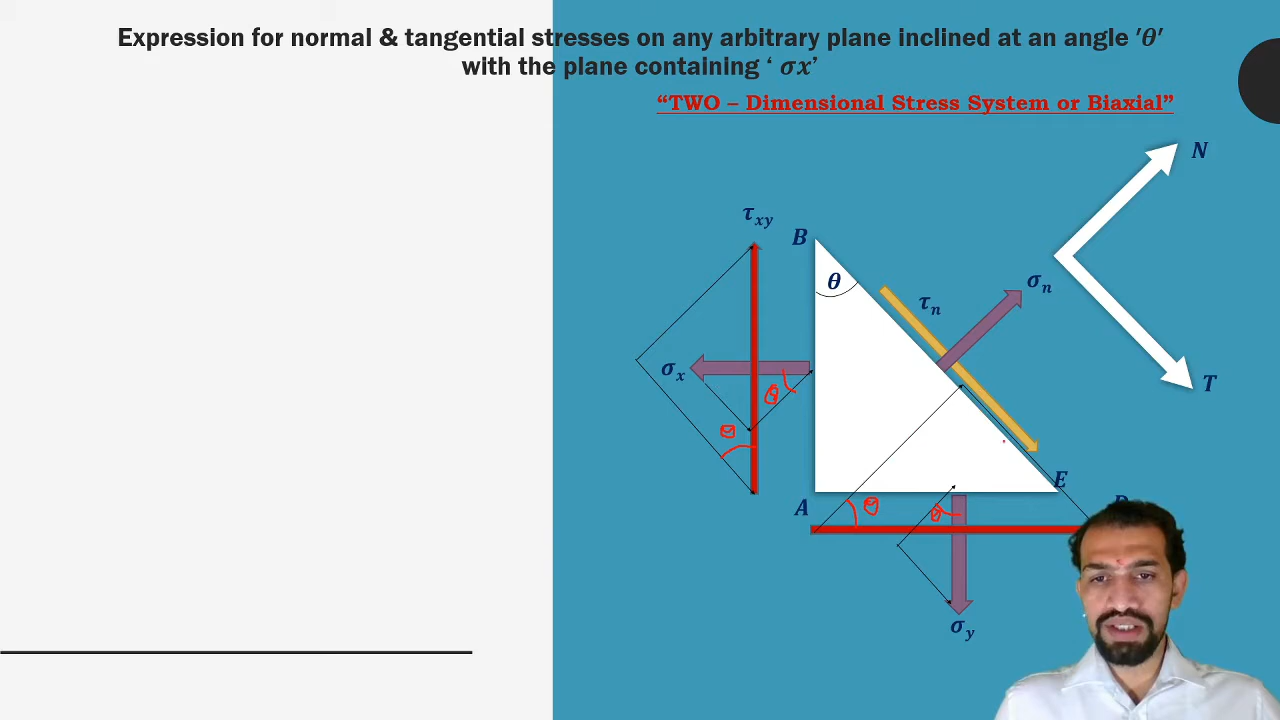 Expression for normal & tangential stresses on any arbitrary plane inclined at an angle ′θ′
with the plane containing ‘ σx’
“TWO – Dimensional Stress System or Biaxial”
N
τxy
B
θ
σn
τn
σx
T
θ
θ
E
A
θ
θ
σy